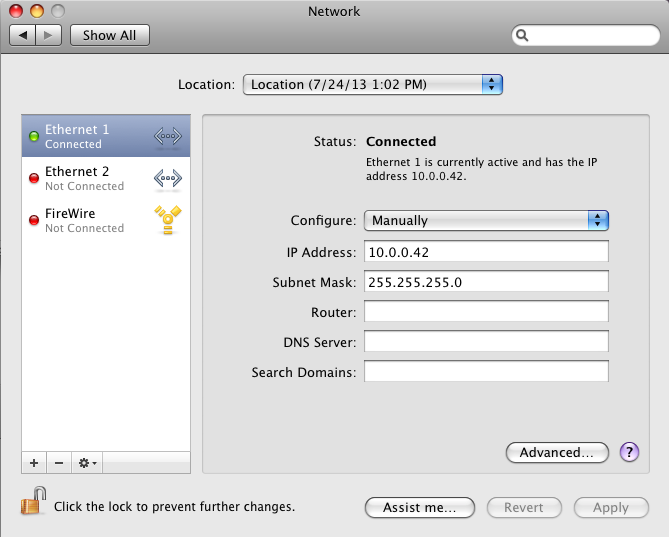 Network
Show All
Location: Location (7/24/13 1:02 PM)
Ethernet 1
Connected
Ethernet 2
Not Connected
FireWire
Not Connected
Status: Connected
Ethernet 1 is currently active and has the IP
address 10.0.0.42.
Configure: Manually
IP Address: 10.0.0.42
Subnet Mask: 255.255.255.0
Router:
DNS Server:
Search Domains:
Advanced... ?
Click the lock to prevent further changes.
Assist me... Revert Apply